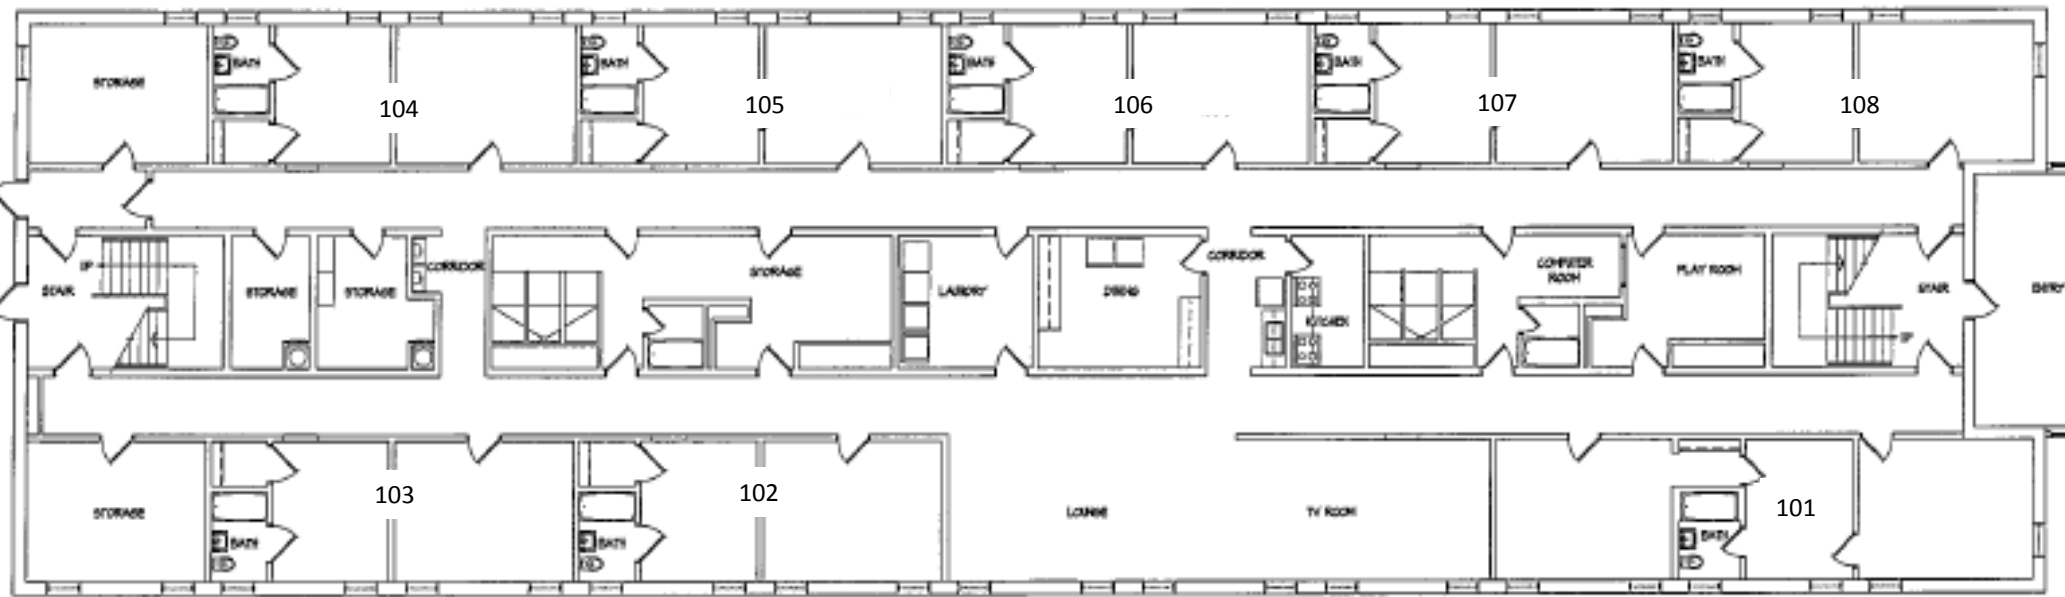 STORAGE
BATH
104
BATH
105
BATH
106
BATH
107
BATH
108
UP
STAIR
STORAGE
STORAGE
CORRIDOR
STORAGE
LAUNDRY
DINING
CORRIDOR
KITCHEN
COMPUTER
ROOM
PLAY ROOM
STAIR
UP
ENTRY
STORAGE
BATH
103
BATH
102
LOUNGE
TV ROOM
BATH
101